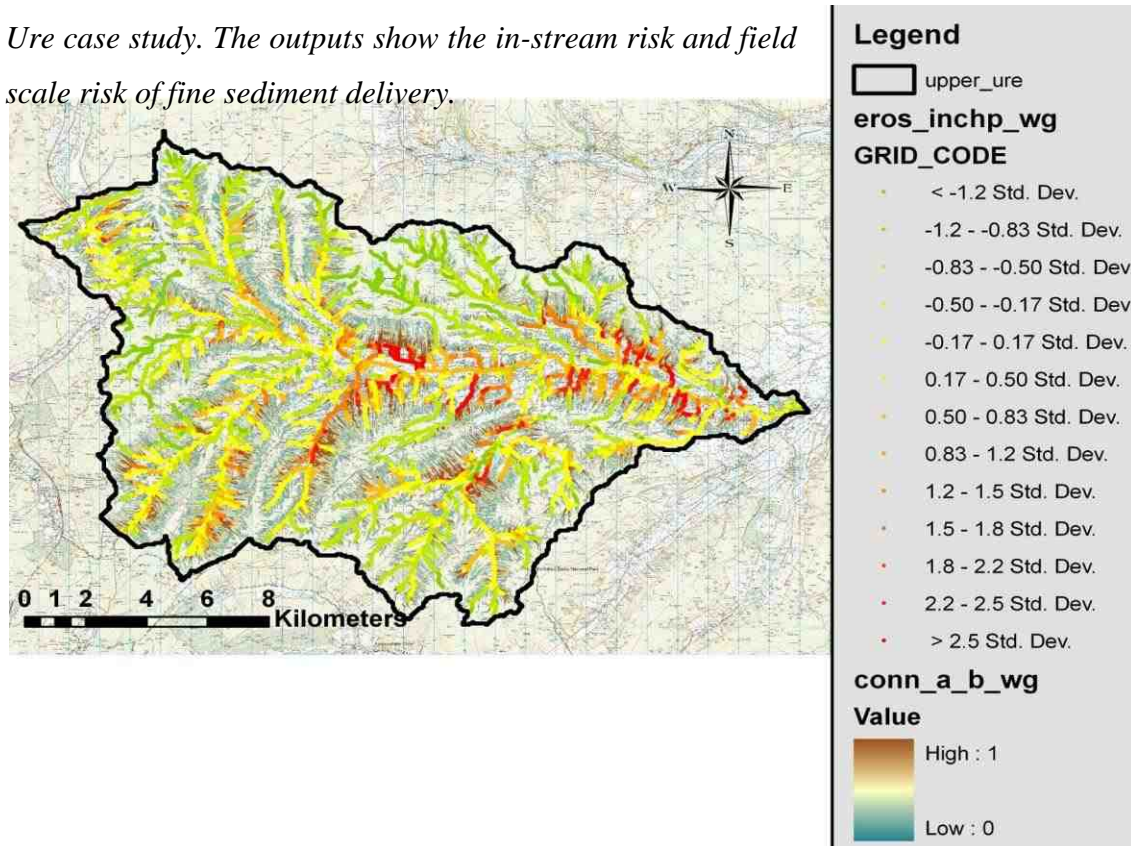 Ure case study. The outputs show the in-stream risk and field
scale risk of fine sediment delivery.
N
W
E
S
0 1 2 4 6 8
Kilometers
Legend
upper_ure
eros_inchp_wg
GRID_CODE
< -1.2 Std. Dev.
-1.2 - -0.83 Std. Dev.
-0.83 - -0.50 Std. Dev
-0.50 - -0.17 Std. Dev
-0.17 - 0.17 Std. Dev.
0.17 - 0.50 Std. Dev.
0.50 - 0.83 Std. Dev.
0.83 - 1.2 Std. Dev.
1.2 - 1.5 Std. Dev.
1.5 - 1.8 Std. Dev.
1.8 - 2.2 Std. Dev.
2.2 - 2.5 Std. Dev.
> 2.5 Std. Dev.
conn_a_b_wg
Value
High : 1
Low : 0